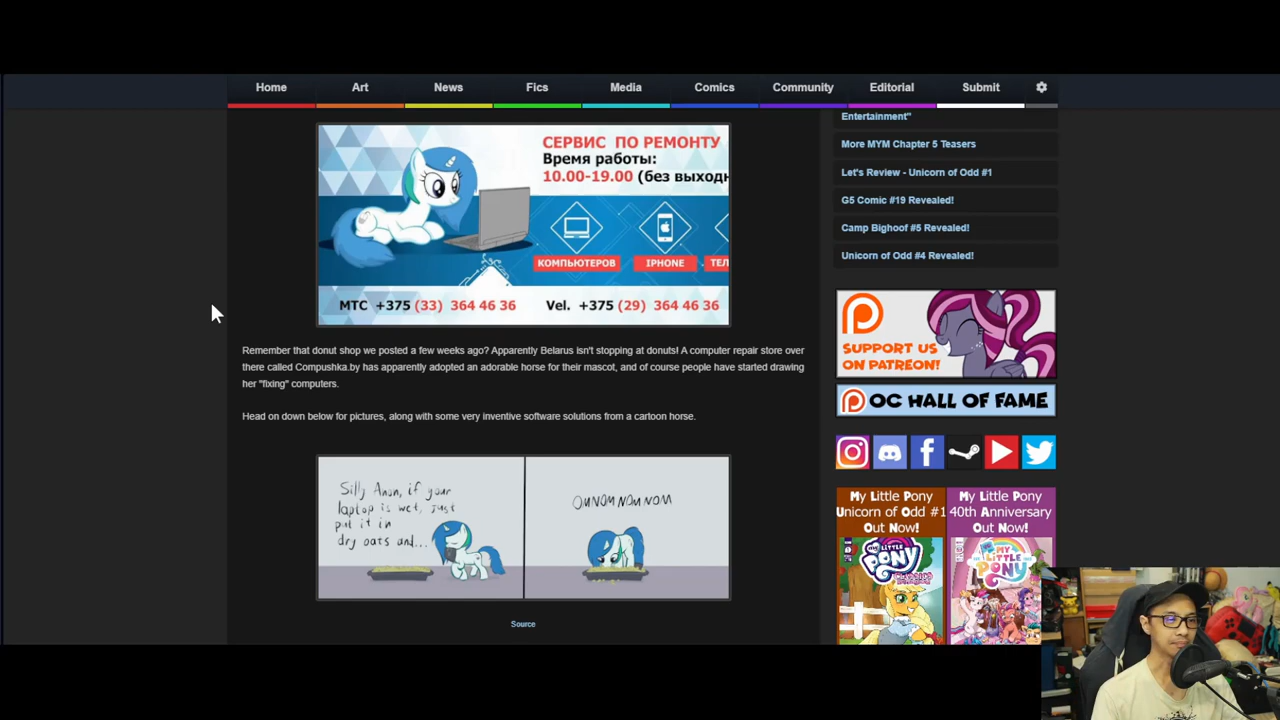 Home
Art
News
Fics
Media
Comics
Community
Editorial
Submit
СЕРВИС ПО РЕМОНТУ
Время работы:
10.00-19.00 (без выходн
КОМПЬЮТЕРОВ
IPHONE
ТЕЛ
МТС +375 (33) 364 46 36
Vel. +375 (29) 364 46 36
Remember that donut shop we posted a few weeks ago? Apparently Belarus isn't stopping at donuts! A computer repair store over
there called Compushka.by has apparently adopted an adorable horse for their mascot, and of course people have started drawing
her "fixing" computers.
Head on down below for pictures, along with some very inventive software solutions from a cartoon horse.
Silly Anon, if your
laptop is wet, just
put it in
dry oats and...
OMNOMNOMNOM
Source
Entertainment"
More MYM Chapter 5 Teasers
Let's Review - Unicorn of Odd #1
G5 Comic #19 Revealed!
Camp Bighoof #5 Revealed!
Unicorn of Odd #4 Revealed!
SUPPORT US
ON PATREON!
OC HALL OF FAME
My Little Pony
Unicorn of Odd #1
Out Now!
My Little Pony
40th Anniversary
Out Now!
MY LITTLE
PONY
MY LITTLE
PONY